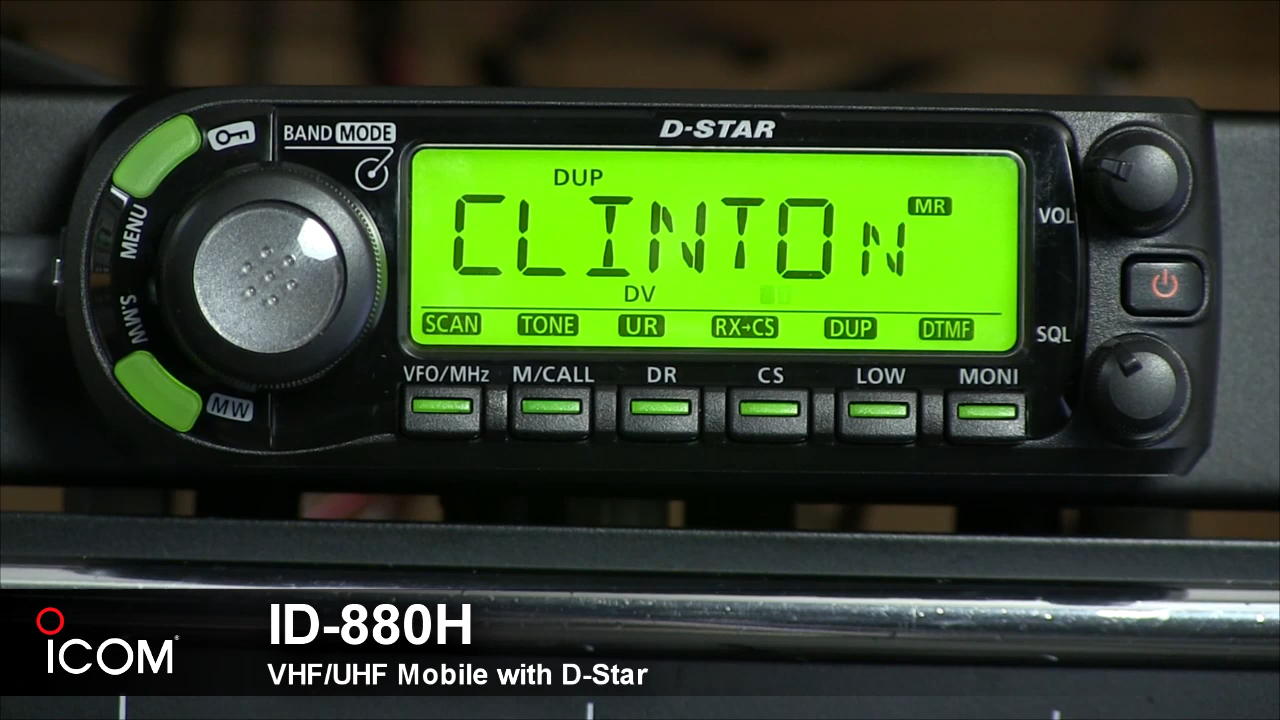 BAND MODE
D-STAR
MENU
S.MW
MW
DUP
MR
CLINTON
DV
SCAN TONE UR RX→CS DUP DTMF
VFO/MHz M/CALL DR CS LOW MONI
VOL
SQL
ICOM®
ID-880H
VHF/UHF Mobile with D-Star